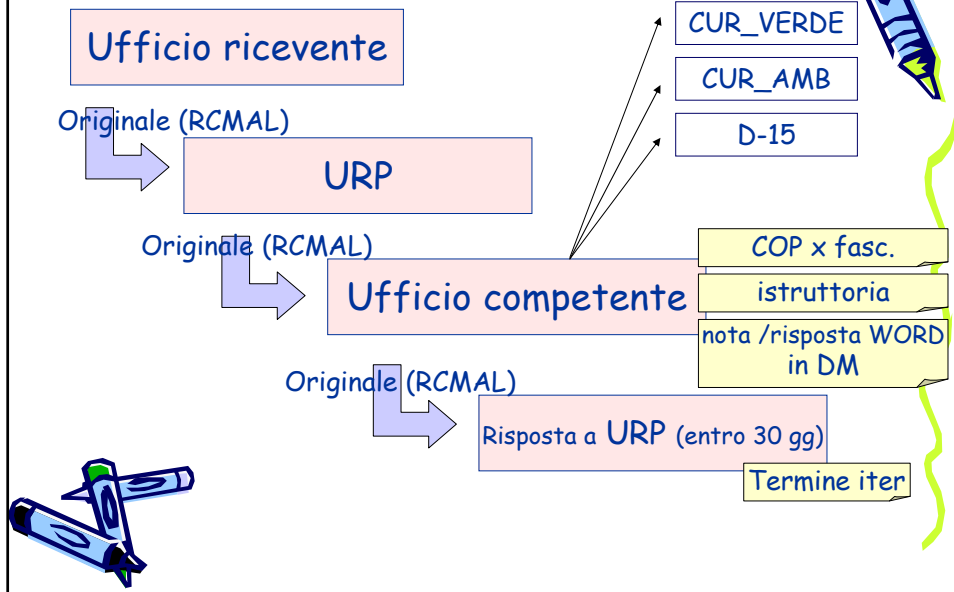 Ufficio ricevente
CUR_VERDE
CUR_AMB
D-15
Originale (RCMAL)
URP
Originale (RCMAL)
Ufficio competente
COP x fasc.
istruttoria
nota /risposta WORD
in DM
Originale (RCMAL)
Risposta a URP (entro 30 gg)
Termine iter